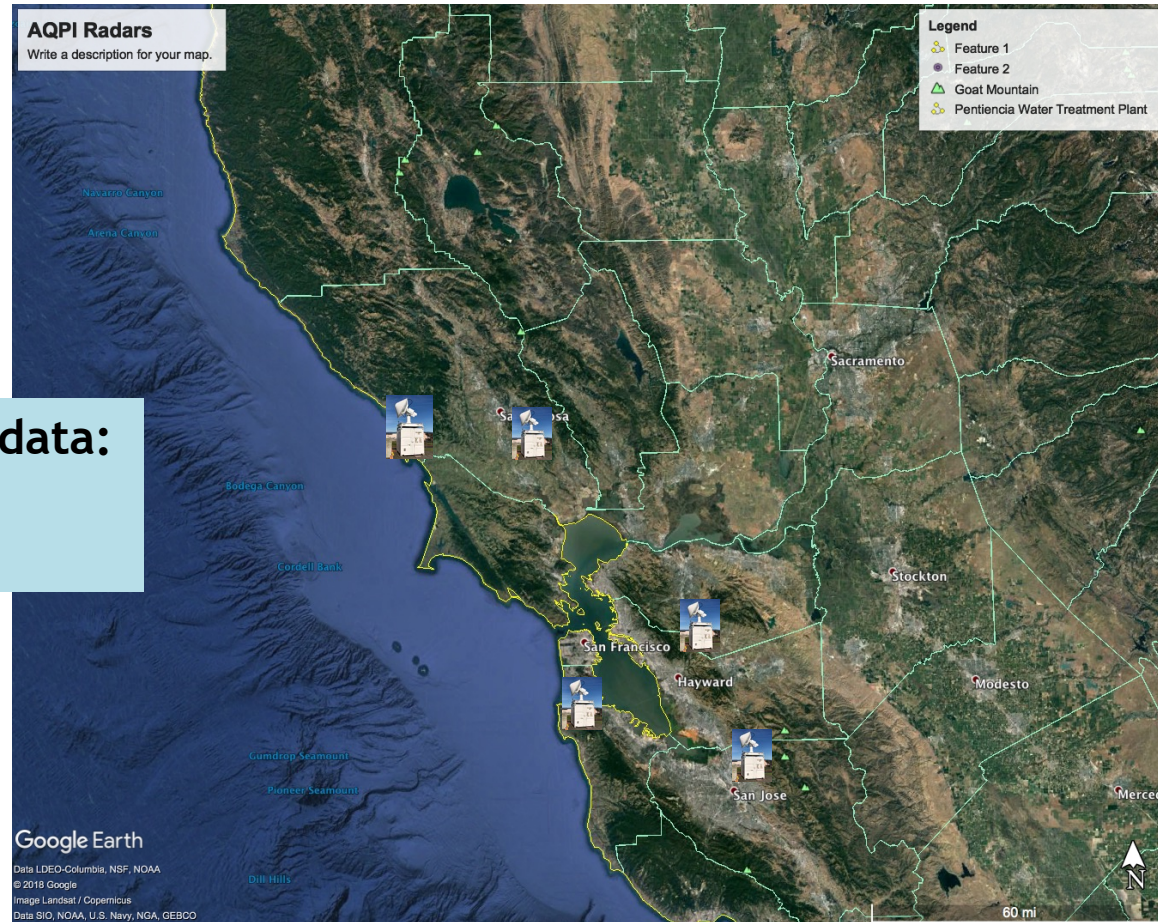 AQPI Radars
Write a description for your map.
Legend
Feature 1
Feature 2
Goat Mountain
Pentiencia Water Treatment Plant
Navarro Canyon
Arena Canyon
Sacramento
data:
Bodega Canyon
Cordell Bank
Stockton
San Francisco
Hayward
Modesto
Gumdrop Seamount
Pioneer Seamount
San Jose
Google Earth
Data LDEO-Columbia, NSF, NOAA
© 2018 Google
Image Landsat / Copernicus
Data SIO, NOAA, U.S. Navy, NGA, GEBCO
Dill Hills
N
60 mi